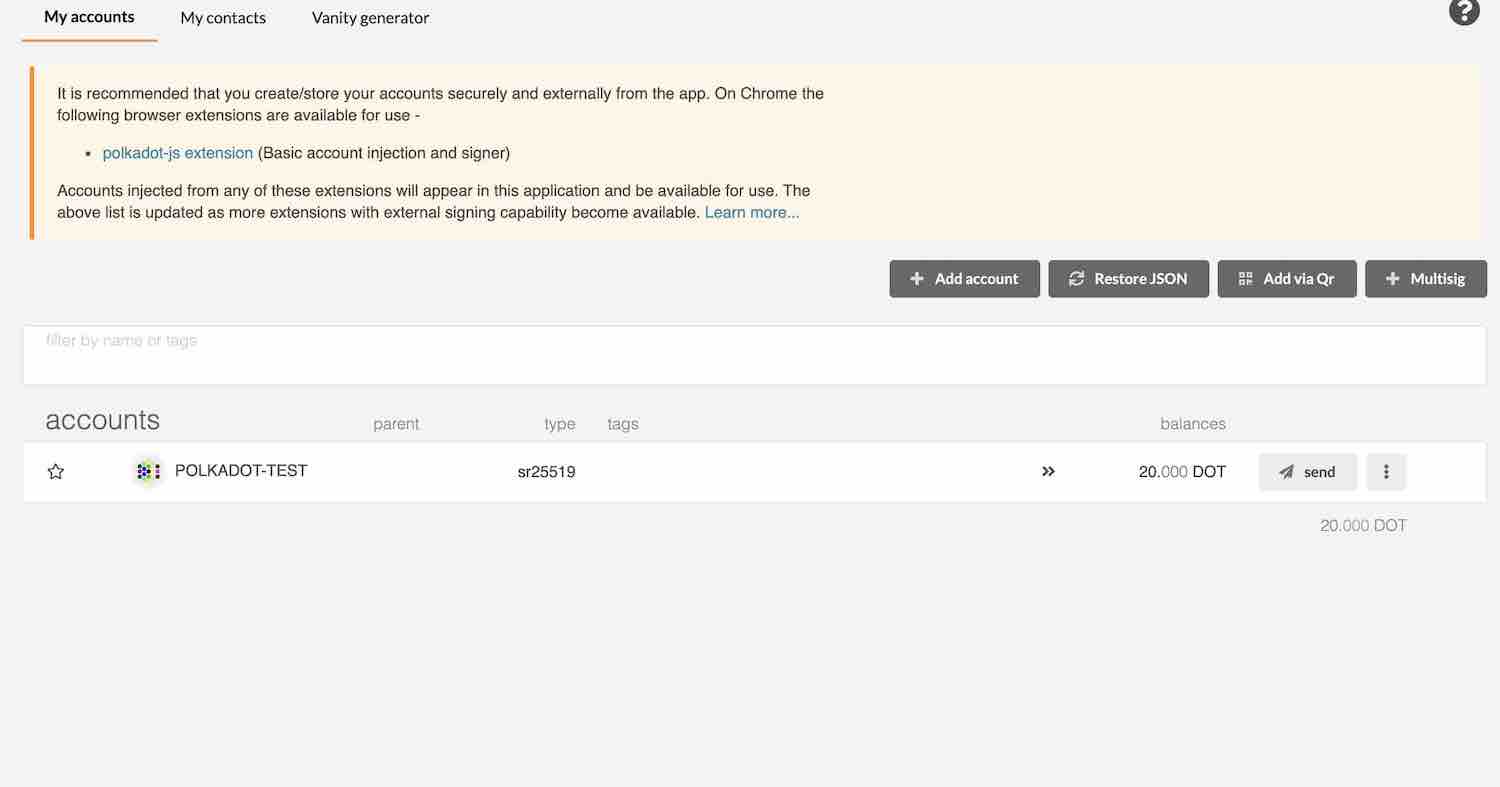 My accounts My contacts Vanity generator ?
It is recommended that you create/store your accounts securely and externally from the app. On Chrome the
following browser extensions are available for use -
• polkadot-js extension (Basic account injection and signer)
Accounts injected from any of these extensions will appear in this application and be available for use. The
above list is updated as more extensions with external signing capability become available. Learn more...
+ Add account Restore JSON Add via Qr + Multisig
filter by name or tags
accounts parent type tags balances
POLKADOT-TEST sr25519 20.000 DOT send
20.000 DOT